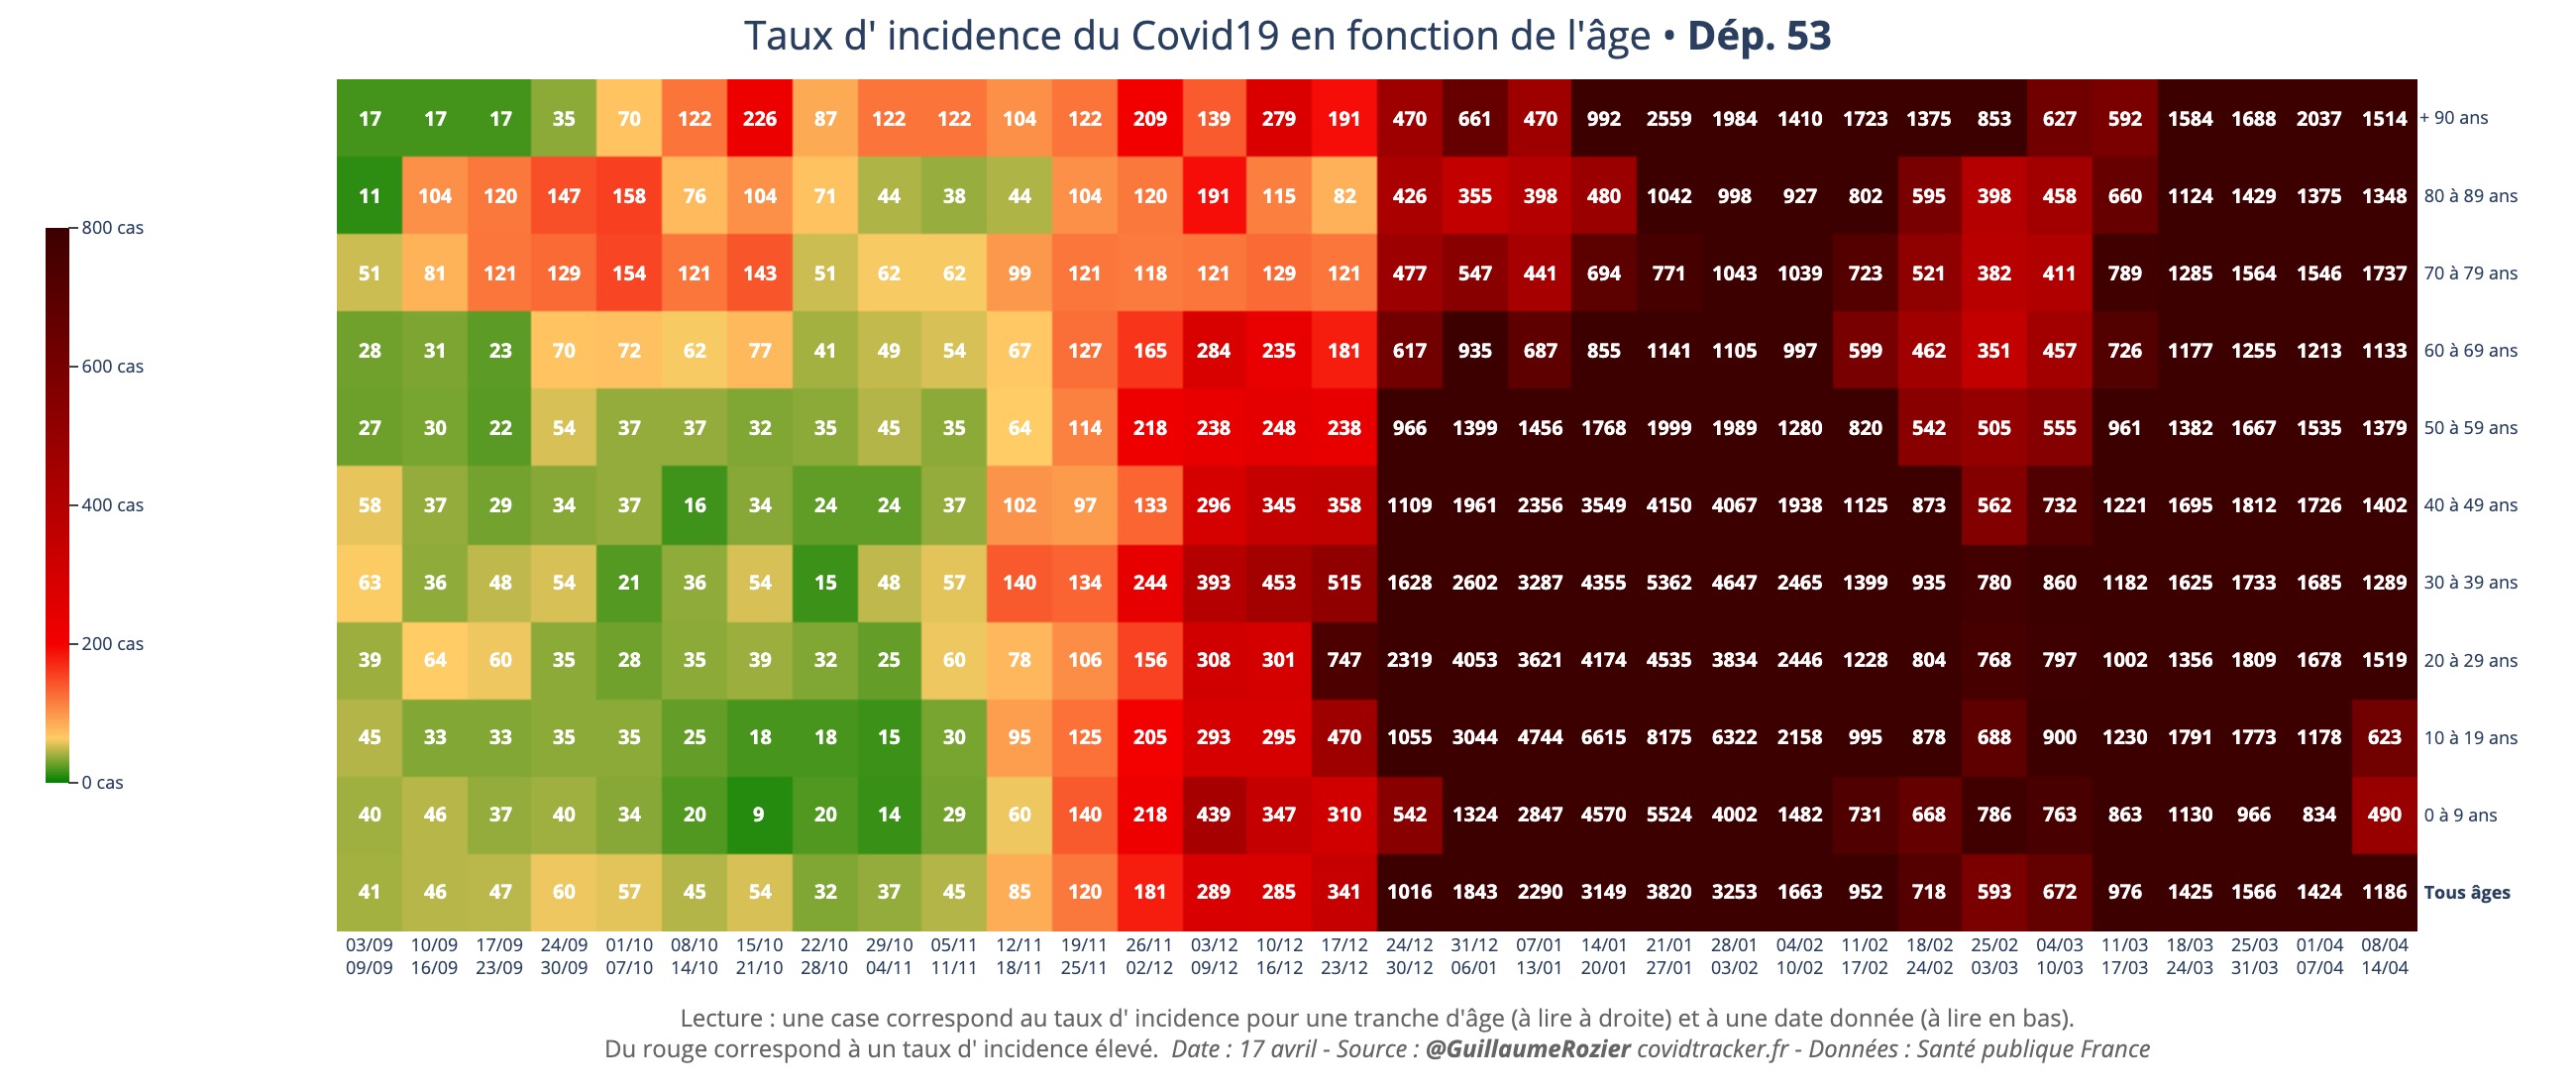 Taux d' incidence du Covid19 en fonction de l'âge • Dép. 53
17 17 17 35 70 122 226 87 122 122 104 122 209 139 279 191 470 661 470 992 2559 1984 1410 1723 1375 853 627 592 1584 1688 2037 1514 + 90 ans
11 104 120 147 158 76 104 71 44 38 44 104 120 191 115 82 426 355 398 480 1042 998 927 802 595 398 458 660 1124 1429 1375 1348 80 à 89 ans
800 cas
51 81 121 129 154 121 143 51 62 62 99 121 118 121 129 121 477 547 441 694 771 1043 1039 723 521 382 411 789 1285 1564 1546 1737 70 à 79 ans
28 31 23 70 72 62 77 41 49 54 67 127 165 284 235 181 617 935 687 855 1141 1105 997 599 462 351 457 726 1177 1255 1213 1133 60 à 69 ans
600 cas
27 30 22 54 37 37 32 35 45 35 64 114 218 238 248 238 966 1399 1456 1768 1999 1989 1280 820 542 505 555 961 1382 1667 1535 1379 50 à 59 ans
400 cas
58 37 29 34 37 16 34 24 24 37 102 97 133 296 345 358 1109 1961 2356 3549 4150 4067 1938 1125 873 562 732 1221 1695 1812 1726 1402 40 à 49 ans
63 36 48 54 21 36 54 15 48 57 140 134 244 393 453 515 1628 2602 3287 4355 5362 4647 2465 1399 935 780 860 1182 1625 1733 1685 1289 30 à 39 ans
200 cas
39 64 60 35 28 35 39 32 25 60 78 106 156 308 301 747 2319 4053 3621 4174 4535 3834 2446 1228 804 768 797 1002 1356 1809 1678 1519 20 à 29 ans
45 33 33 35 35 25 18 18 15 30 95 125 205 293 295 470 1055 3044 4744 6615 8175 6322 2158 995 878 688 900 1230 1791 1773 1178 623 10 à 19 ans
0 cas
40 46 37 40 34 20 9 20 14 29 60 140 218 439 347 310 542 1324 2847 4570 5524 4002 1482 731 668 786 763 863 1130 966 834 490 0 à 9 ans
41 46 47 60 57 45 54 32 37 45 85 120 181 289 285 341 1016 1843 2290 3149 3820 3253 1663 952 718 593 672 976 1425 1566 1424 1186 Tous âges
03/09 10/09 17/09 24/09 01/10 08/10 15/10 22/10 29/10 05/11 12/11 19/11 26/11 03/12 10/12 17/12 24/12 31/12 07/01 14/01 21/01 28/01 04/02 11/02 18/02 25/02 04/03 11/03 18/03 25/03 01/04 08/04
09/09 16/09 23/09 30/09 07/10 14/10 21/10 28/10 04/11 11/11 18/11 25/11 02/12 09/12 16/12 23/12 30/12 06/01 13/01 20/01 27/01 03/02 10/02 17/02 24/02 03/03 10/03 17/03 24/03 31/03 07/04 14/04
Lecture : une case correspond au taux d' incidence pour une tranche d'âge (à lire à droite) et à une date donnée (à lire en bas).
Du rouge correspond à un taux d' incidence élevé. Date : 17 avril - Source : @GuillaumeRozier covidtracker.fr - Données : Santé publique France